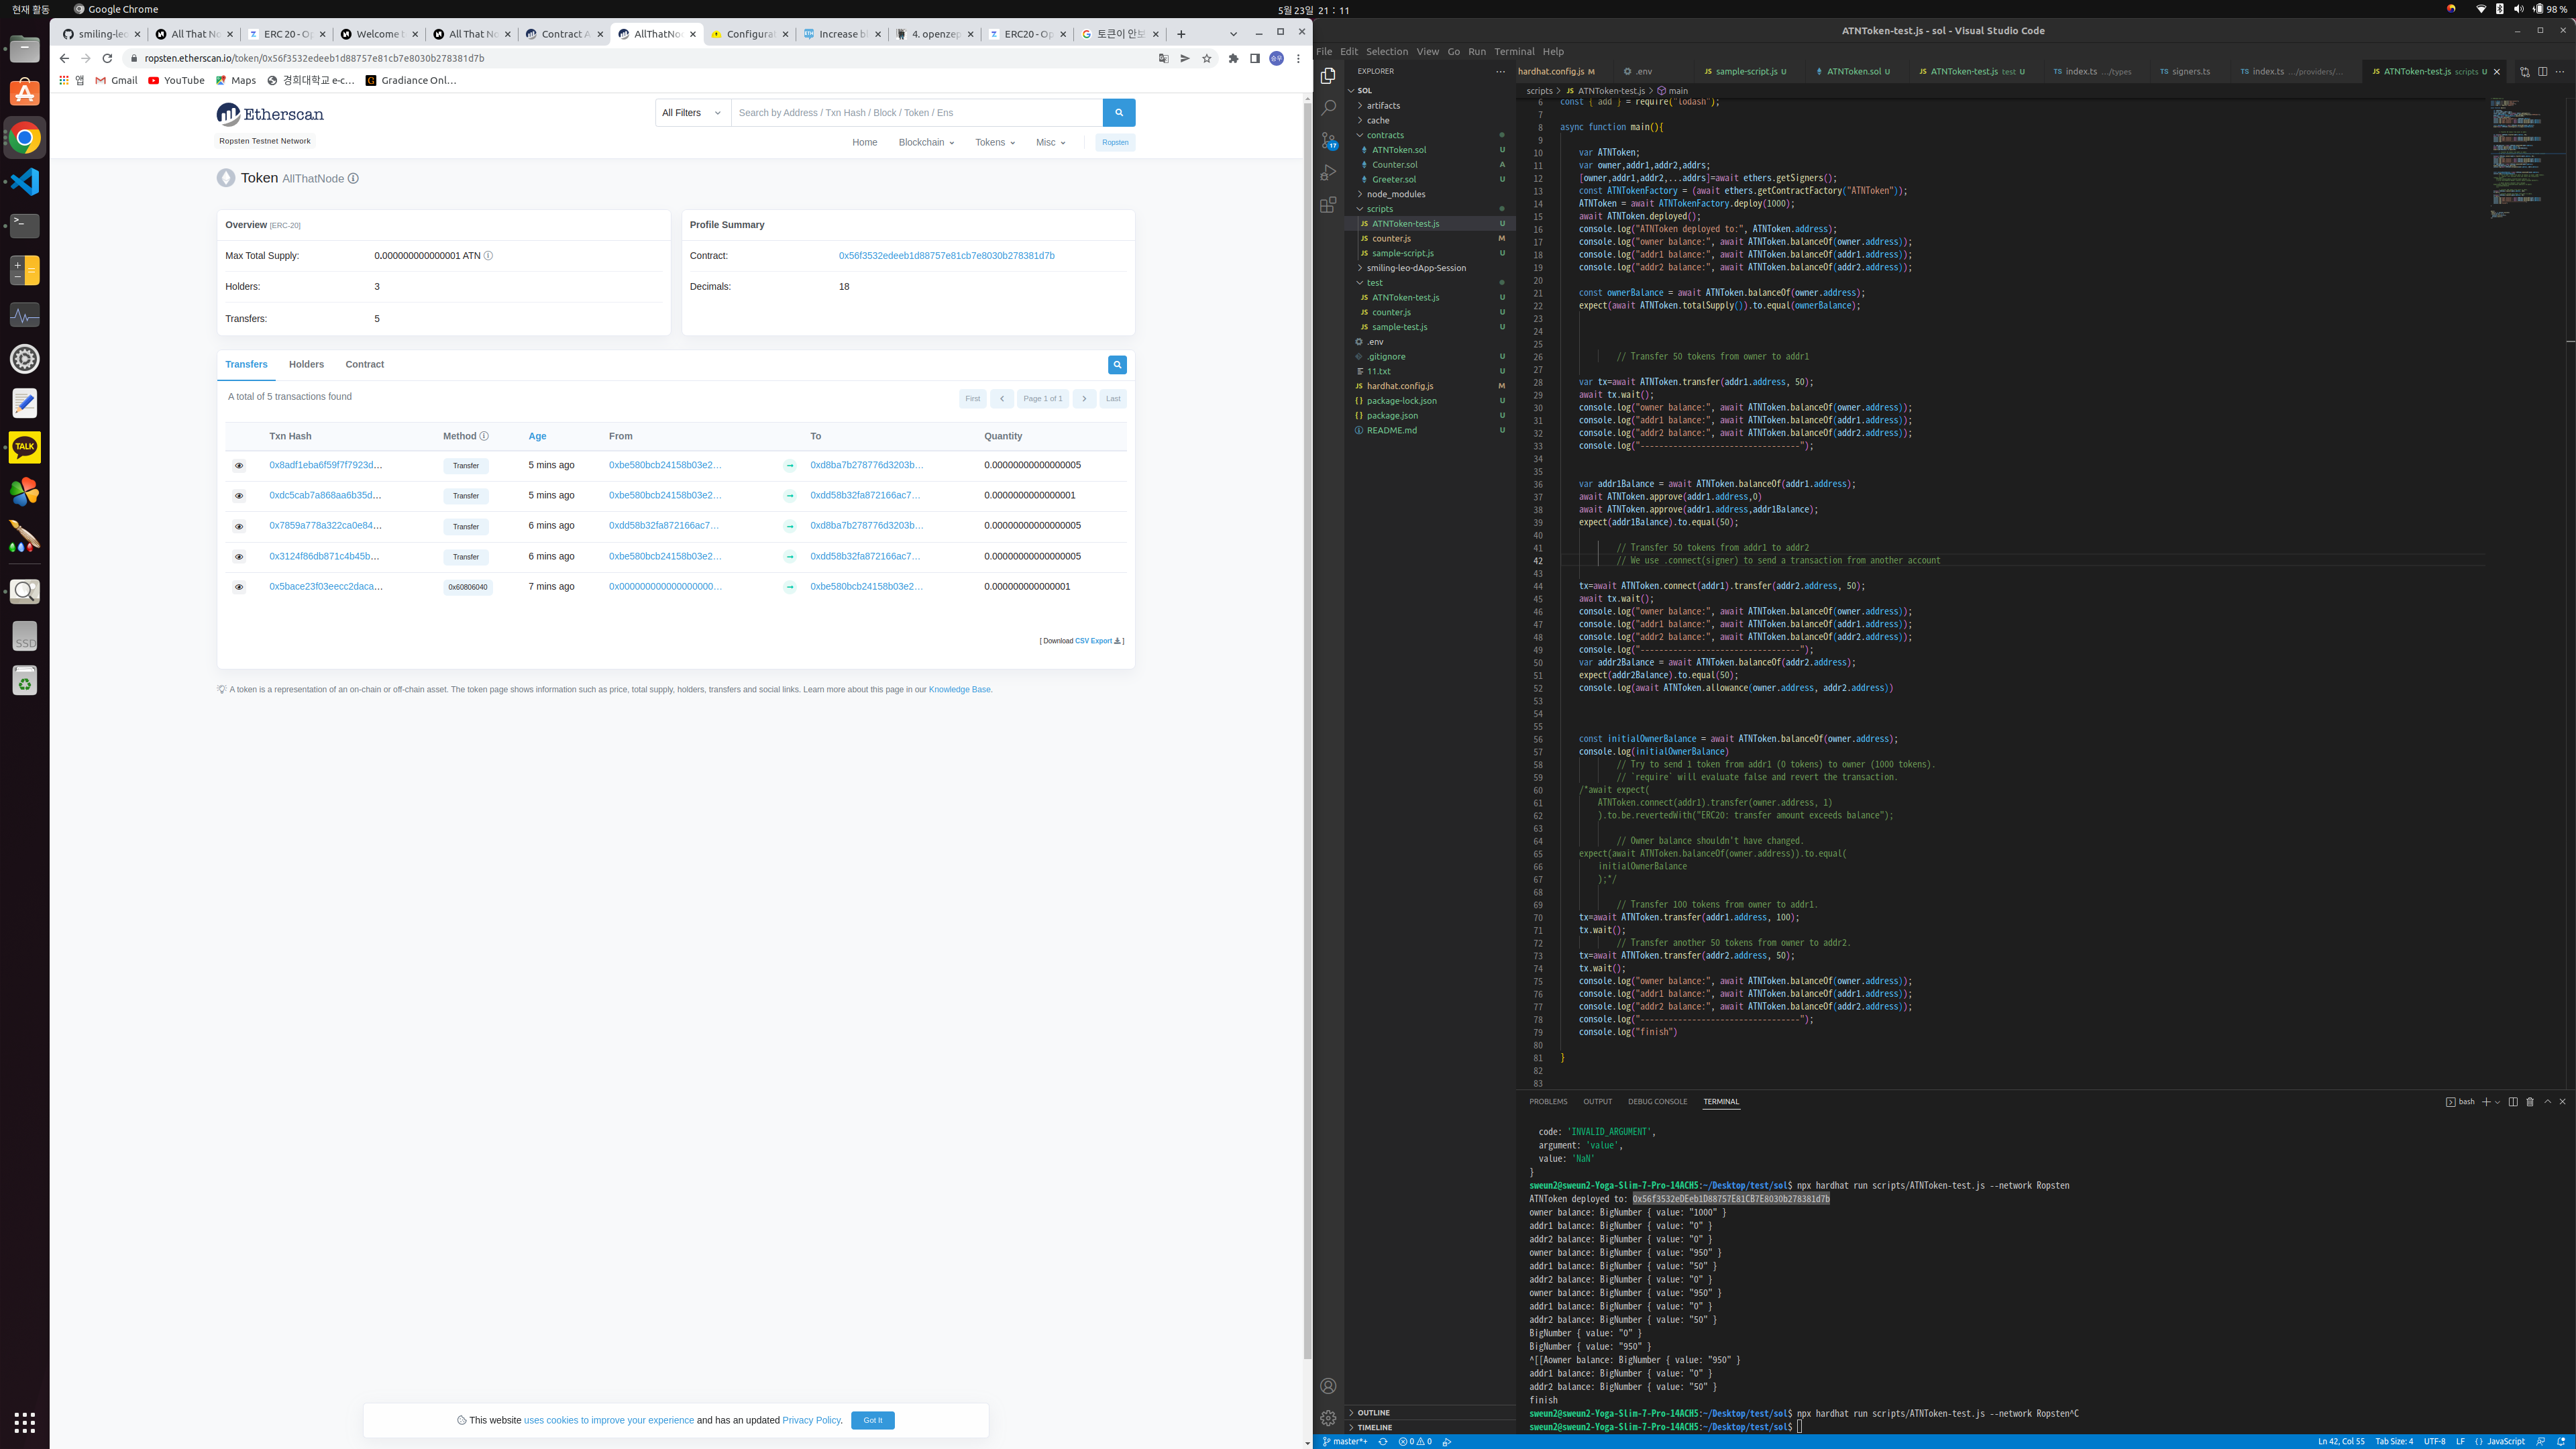 현재 활동
Google Chrome
5월 23일 21 : 11
98 %
smiling-leo
All That No
ERC 20 - Op
Welcome t
All That No
Contract A
AllThatNod
Configurat
Increase bl
4. openzep
ERC20 - Op
토큰이 안보
ropsten.etherscan.io/token/0x56f3532edeeb1d88757e81cb7e8030b278381d7b
앱
Gmail
YouTube
Maps
경희대학교 e-c…
Gradiance Onl…
Etherscan
Ropsten Testnet Network
All Filters
Search by Address / Txn Hash / Block / Token / Ens
Home
Blockchain
Tokens
Misc
Ropsten
Token AllThatNode
Overview [ERC-20]
Max Total Supply:
0.000000000000001 ATN
Holders:
3
Transfers:
5
Profile Summary
Contract:
0x56f3532edeeb1d88757e81cb7e8030b278381d7b
Decimals:
18
Transfers
Holders
Contract
A total of 5 transactions found
First
Page 1 of 1
Last
Txn Hash Method Age From To Quantity
0x8adf1eba6f59f7f7923d… Transfer 5 mins ago 0xbe580bcb24158b03e2… 0xd8ba7b278776d3203b… 0.00000000000000005
0xdc5cab7a868aa6b35d… Transfer 5 mins ago 0xbe580bcb24158b03e2… 0xdd58b32fa872166ac7… 0.0000000000000001
0x7859a778a322ca0e84… Transfer 6 mins ago 0xdd58b32fa872166ac7… 0xd8ba7b278776d3203b… 0.00000000000000005
0x3124f86db871c4b45b… Transfer 6 mins ago 0xbe580bcb24158b03e2… 0xdd58b32fa872166ac7… 0.00000000000000005
0x5bace23f03eecc2daca… 0x60806040 7 mins ago 0x000000000000000000… 0xbe580bcb24158b03e2… 0.000000000000001
[ Download CSV Export ]
A token is a representation of an on-chain or off-chain asset. The token page shows information such as price, total supply, holders, transfers and social links. Learn more about this page in our Knowledge Base.
This website uses cookies to improve your experience and has an updated Privacy Policy.
Got It
SSD
TALK
ATNToken-test.js - sol - Visual Studio Code
File Edit Selection View Go Run Terminal Help
EXPLORER
hardhat.config.js M
.env
sample-script.js U
ATNToken.sol U
ATNToken-test.js test U
index.ts …/types
signers.ts
index.ts …/providers/…
ATNToken-test.js scripts U
scripts > ATNToken-test.js > main
SOL
artifacts
cache
contracts
ATNToken.sol U
Counter.sol A
Greeter.sol U
node_modules
scripts
ATNToken-test.js U
counter.js M
sample-script.js U
smiling-leo-dApp-Session
test
ATNToken-test.js U
counter.js U
sample-test.js U
.env
.gitignore U
11.txt U
hardhat.config.js M
package-lock.json U
package.json U
README.md U
OUTLINE
TIMELINE
17
6 const { add } = require("lodash");
7
8 async function main(){
9
10 var ATNToken;
11 var owner,addr1,addr2,addrs;
12 [owner,addr1,addr2,...addrs]=await ethers.getSigners();
13 const ATNTokenFactory = (await ethers.getContractFactory("ATNToken"));
14 ATNToken = await ATNTokenFactory.deploy(1000);
15 await ATNToken.deployed();
16 console.log("ATNToken deployed to:", ATNToken.address);
17 console.log("owner balance:", await ATNToken.balanceOf(owner.address));
18 console.log("addr1 balance:", await ATNToken.balanceOf(addr1.address));
19 console.log("addr2 balance:", await ATNToken.balanceOf(addr2.address));
20
21 const ownerBalance = await ATNToken.balanceOf(owner.address);
22 expect(await ATNToken.totalSupply()).to.equal(ownerBalance);
23
24
25
26 // Transfer 50 tokens from owner to addr1
27
28 var tx=await ATNToken.transfer(addr1.address, 50);
29 await tx.wait();
30 console.log("owner balance:", await ATNToken.balanceOf(owner.address));
31 console.log("addr1 balance:", await ATNToken.balanceOf(addr1.address));
32 console.log("addr2 balance:", await ATNToken.balanceOf(addr2.address));
33 console.log("----------------------------------");
34
35
36 var addr1Balance = await ATNToken.balanceOf(addr1.address);
37 await ATNToken.approve(addr1.address,0)
38 await ATNToken.approve(addr1.address,addr1Balance);
39 expect(addr1Balance).to.equal(50);
40
41 // Transfer 50 tokens from addr1 to addr2
42 // We use .connect(signer) to send a transaction from another account
43
44 tx=await ATNToken.connect(addr1).transfer(addr2.address, 50);
45 await tx.wait();
46 console.log("owner balance:", await ATNToken.balanceOf(owner.address));
47 console.log("addr1 balance:", await ATNToken.balanceOf(addr1.address));
48 console.log("addr2 balance:", await ATNToken.balanceOf(addr2.address));
49 console.log("----------------------------------");
50 var addr2Balance = await ATNToken.balanceOf(addr2.address);
51 expect(addr2Balance).to.equal(50);
52 console.log(await ATNToken.allowance(owner.address, addr2.address))
53
54
55
56 const initialOwnerBalance = await ATNToken.balanceOf(owner.address);
57 console.log(initialOwnerBalance)
58 // Try to send 1 token from addr1 (0 tokens) to owner (1000 tokens).
59 // `require` will evaluate false and revert the transaction.
60 /*await expect(
61 ATNToken.connect(addr1).transfer(owner.address, 1)
62 ).to.be.revertedWith("ERC20: transfer amount exceeds balance");
63
64 // Owner balance shouldn't have changed.
65 expect(await ATNToken.balanceOf(owner.address)).to.equal(
66 initialOwnerBalance
67 );*/
68
69 // Transfer 100 tokens from owner to addr1.
70 tx=await ATNToken.transfer(addr1.address, 100);
71 tx.wait();
72 // Transfer another 50 tokens from owner to addr2.
73 tx=await ATNToken.transfer(addr2.address, 50);
74 tx.wait();
75 console.log("owner balance:", await ATNToken.balanceOf(owner.address));
76 console.log("addr1 balance:", await ATNToken.balanceOf(addr1.address));
77 console.log("addr2 balance:", await ATNToken.balanceOf(addr2.address));
78 console.log("----------------------------------");
79 console.log("finish")
80
81 }
82
83
PROBLEMS OUTPUT DEBUG CONSOLE TERMINAL
bash
code: 'INVALID_ARGUMENT',
argument: 'value',
value: 'NaN'
}
sweun2@sweun2-Yoga-Slim-7-Pro-14ACH5:~/Desktop/test/sol$ npx hardhat run scripts/ATNToken-test.js --network Ropsten
ATNToken deployed to: 0x56f3532eDEeb1D88757E81CB7E8030b278381d7b
owner balance: BigNumber { value: "1000" }
addr1 balance: BigNumber { value: "0" }
addr2 balance: BigNumber { value: "0" }
owner balance: BigNumber { value: "950" }
addr1 balance: BigNumber { value: "50" }
addr2 balance: BigNumber { value: "0" }
owner balance: BigNumber { value: "950" }
addr1 balance: BigNumber { value: "0" }
addr2 balance: BigNumber { value: "50" }
BigNumber { value: "0" }
BigNumber { value: "950" }
^[[Aowner balance: BigNumber { value: "950" }
addr1 balance: BigNumber { value: "0" }
addr2 balance: BigNumber { value: "50" }
finish
sweun2@sweun2-Yoga-Slim-7-Pro-14ACH5:~/Desktop/test/sol$ npx hardhat run scripts/ATNToken-test.js --network Ropsten^C
sweun2@sweun2-Yoga-Slim-7-Pro-14ACH5:~/Desktop/test/sol$
master*+
0 0
Ln 42, Col 55 Tab Size: 4 UTF-8 LF JavaScript